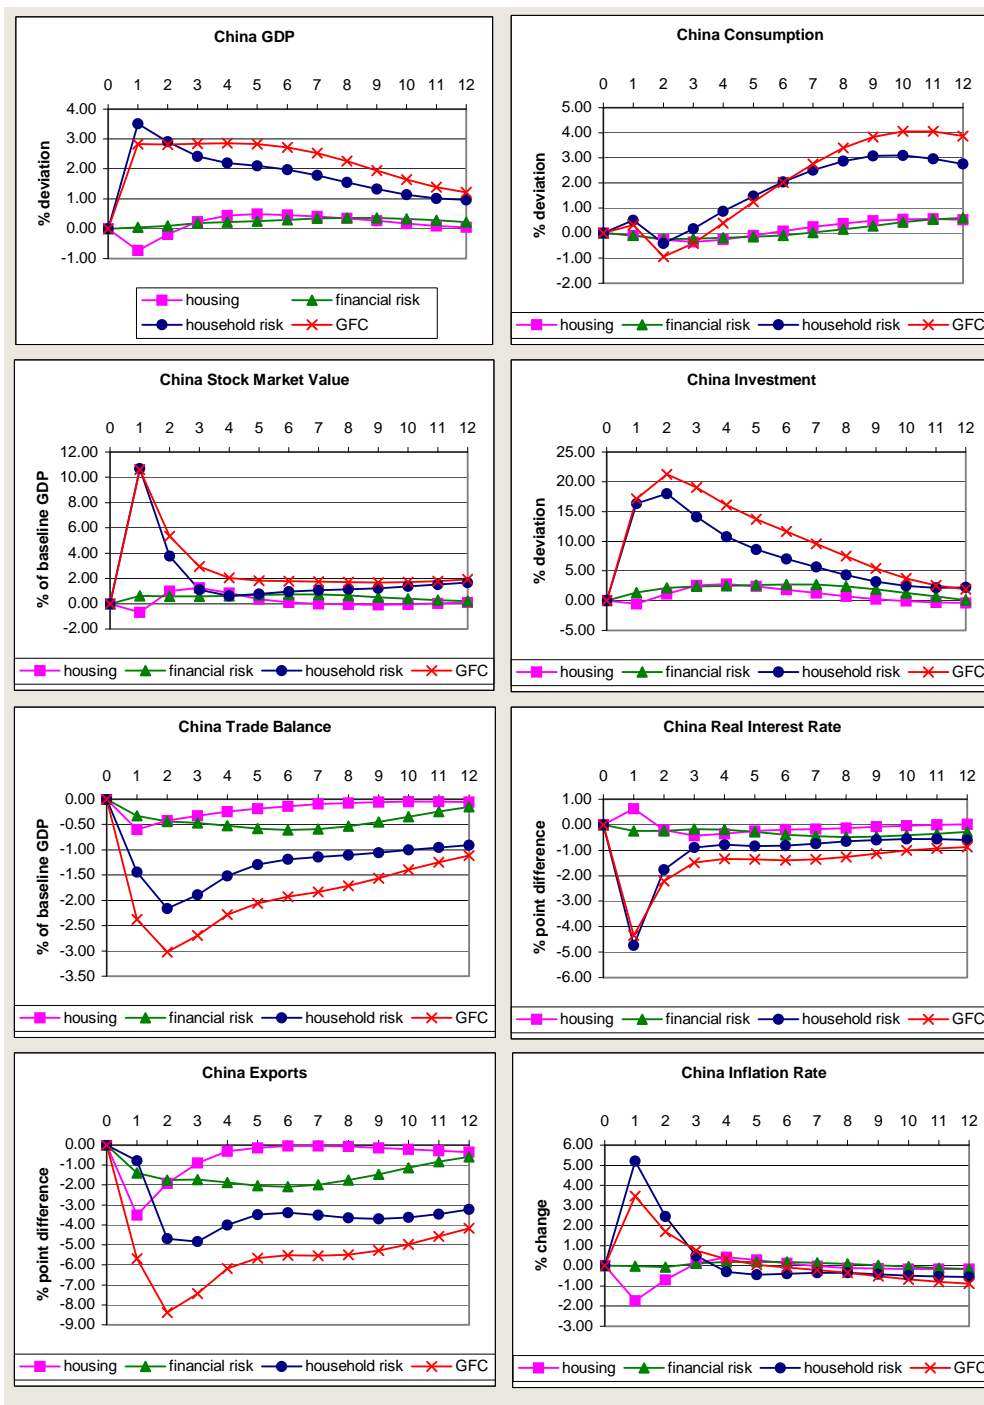 China GDP
0 1 2 3 4 5 6 7 8 9 10 11 12
4.00
3.00
2.00
1.00
0.00
-1.00
% deviation
housing financial risk
household risk GFC
China Consumption
0 1 2 3 4 5 6 7 8 9 10 11 12
5.00
4.00
3.00
2.00
1.00
0.00
-1.00
-2.00
% deviation
housing financial risk household risk GFC
China Stock Market Value
0 1 2 3 4 5 6 7 8 9 10 11 12
12.00
10.00
8.00
6.00
4.00
2.00
0.00
-2.00
% of baseline GDP
housing financial risk household risk GFC
China Investment
0 1 2 3 4 5 6 7 8 9 10 11 12
25.00
20.00
15.00
10.00
5.00
0.00
-5.00
% deviation
housing financial risk household risk GFC
China Trade Balance
0 1 2 3 4 5 6 7 8 9 10 11 12
0.00
-0.50
-1.00
-1.50
-2.00
-2.50
-3.00
-3.50
% of baseline GDP
housing financial risk household risk GFC
China Real Interest Rate
0 1 2 3 4 5 6 7 8 9 10 11 12
1.00
0.00
-1.00
-2.00
-3.00
-4.00
-5.00
-6.00
% point difference
housing financial risk household risk GFC
China Exports
0 1 2 3 4 5 6 7 8 9 10 11 12
0.00
-1.00
-2.00
-3.00
-4.00
-5.00
-6.00
-7.00
-8.00
-9.00
% point difference
housing financial risk household risk GFC
China Inflation Rate
0 1 2 3 4 5 6 7 8 9 10 11 12
6.00
5.00
4.00
3.00
2.00
1.00
0.00
-1.00
-2.00
-3.00
% change
housing financial risk household risk GFC